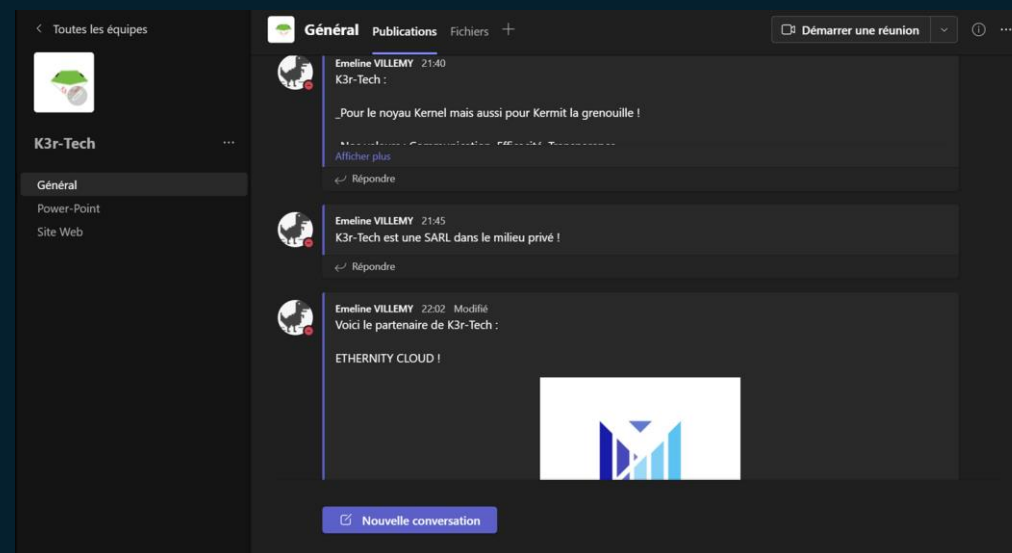 Toutes les équipes
K3r-Tech
Général
Power-Point
Site Web
Général Publications Fichiers
Démarrer une réunion
Emeline VILLEMY 21:40
K3r-Tech :
_Pour le noyau Kernel mais aussi pour Kermit la grenouille !
Afficher plus
Répondre
Emeline VILLEMY 21:45
K3r-Tech est une SARL dans le milieu privé !
Répondre
Emeline VILLEMY 22:02 Modifié
Voici le partenaire de K3r-Tech :
ETHERNITY CLOUD !
Nouvelle conversation